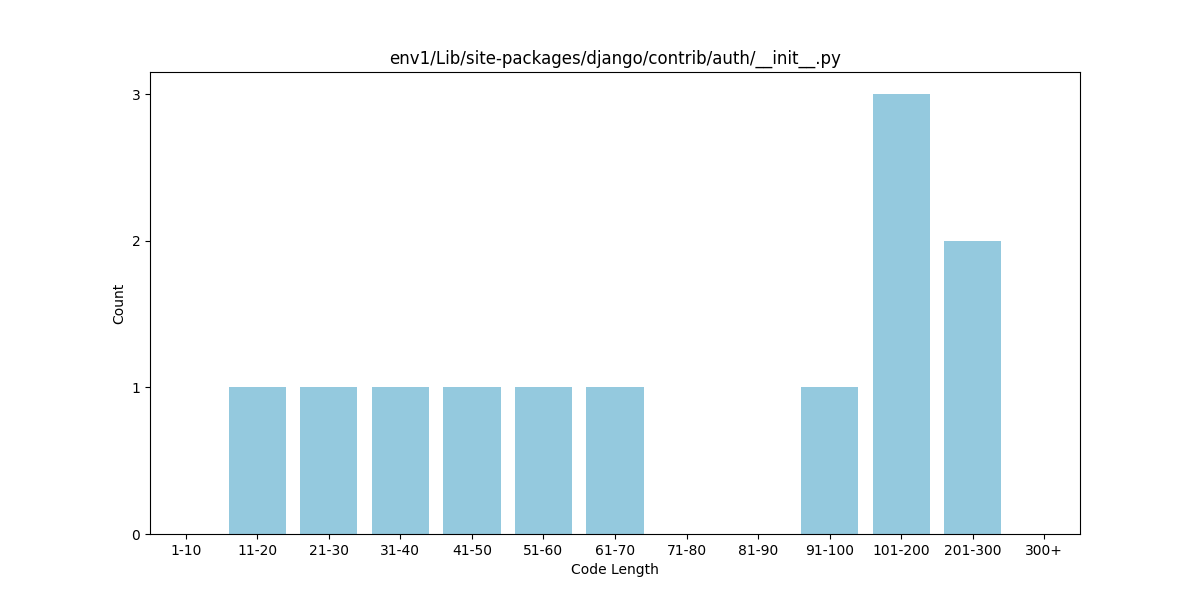 env1/Lib/site-packages/django/contrib/auth/__init__.py
3
2
1
0
Count
1-10 11-20 21-30 31-40 41-50 51-60 61-70 71-80 81-90 91-100 101-200 201-300 300+
Code Length